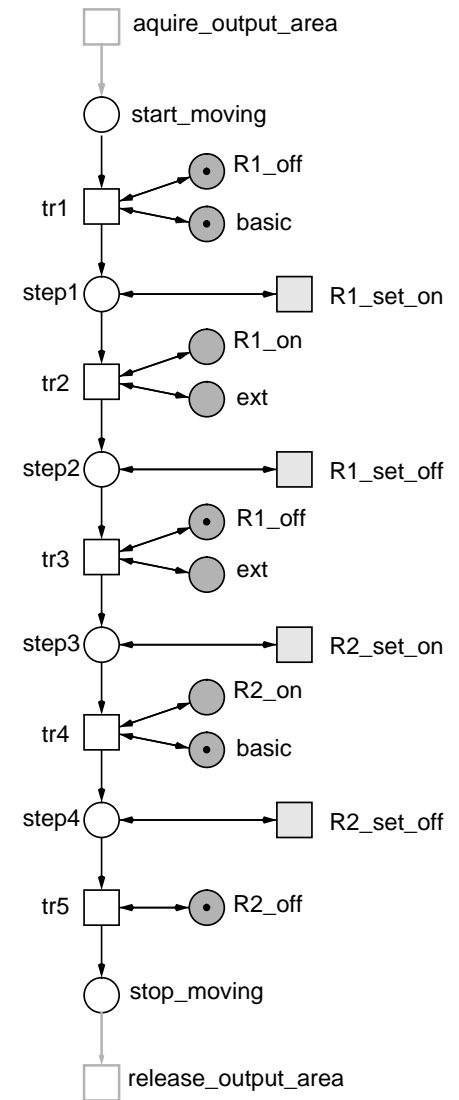 aquire_output_area
start_moving
R1_off
tr1
basic
step1
R1_set_on
R1_on
tr2
ext
step2
R1_set_off
R1_off
tr3
ext
step3
R2_set_on
R2_on
tr4
basic
step4
R2_set_off
tr5
R2_off
stop_moving
release_output_area